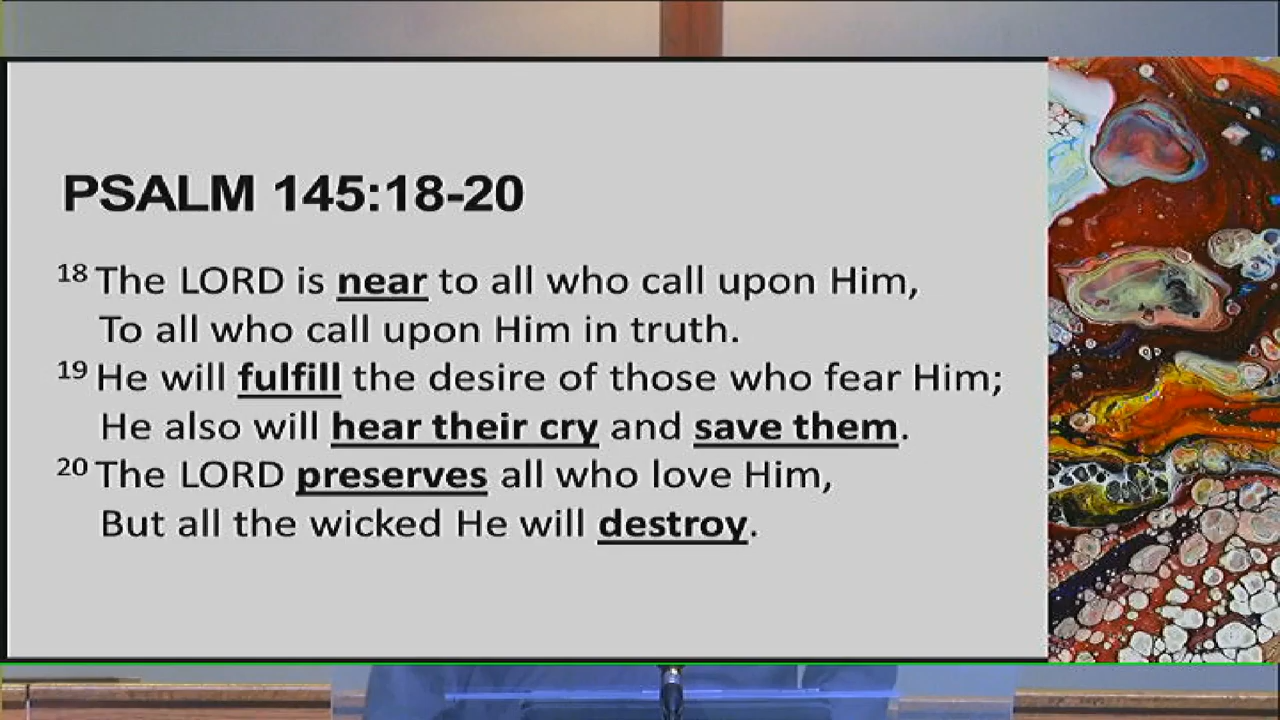 PSALM 145:18-20
18 The LORD is near to all who call upon Him,
To all who call upon Him in truth.
19 He will fulfill the desire of those who fear Him;
He also will hear their cry and save them.
20 The LORD preserves all who love Him,
But all the wicked He will destroy.